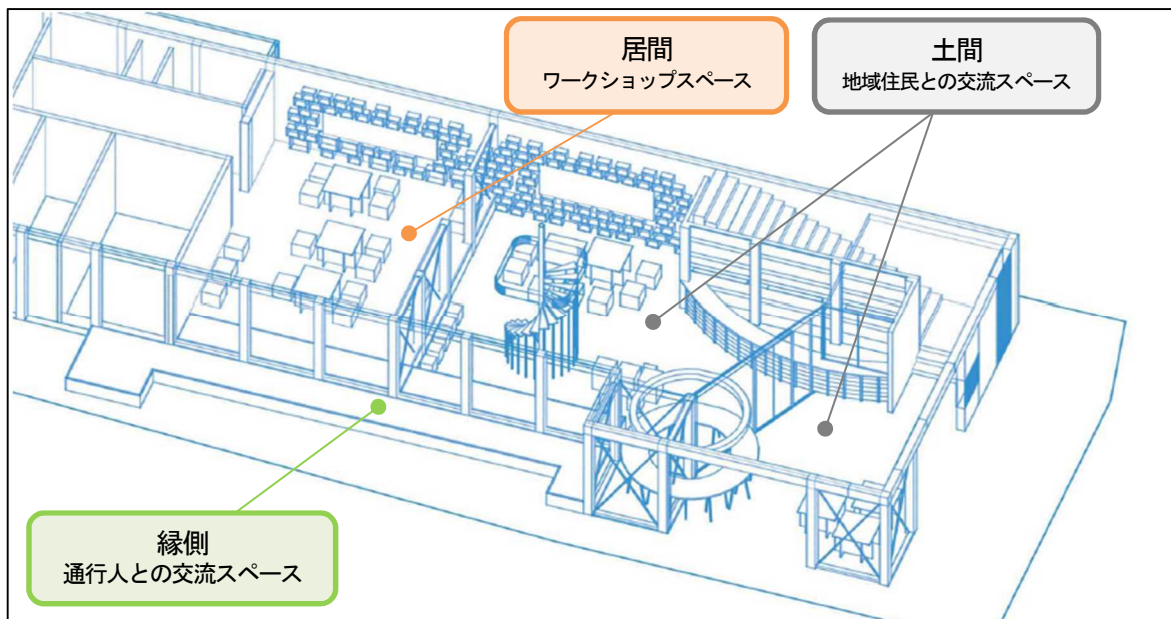 居間
ワークショップスペース
土間
地域住民との交流スペース
縁側
通行人との交流スペース